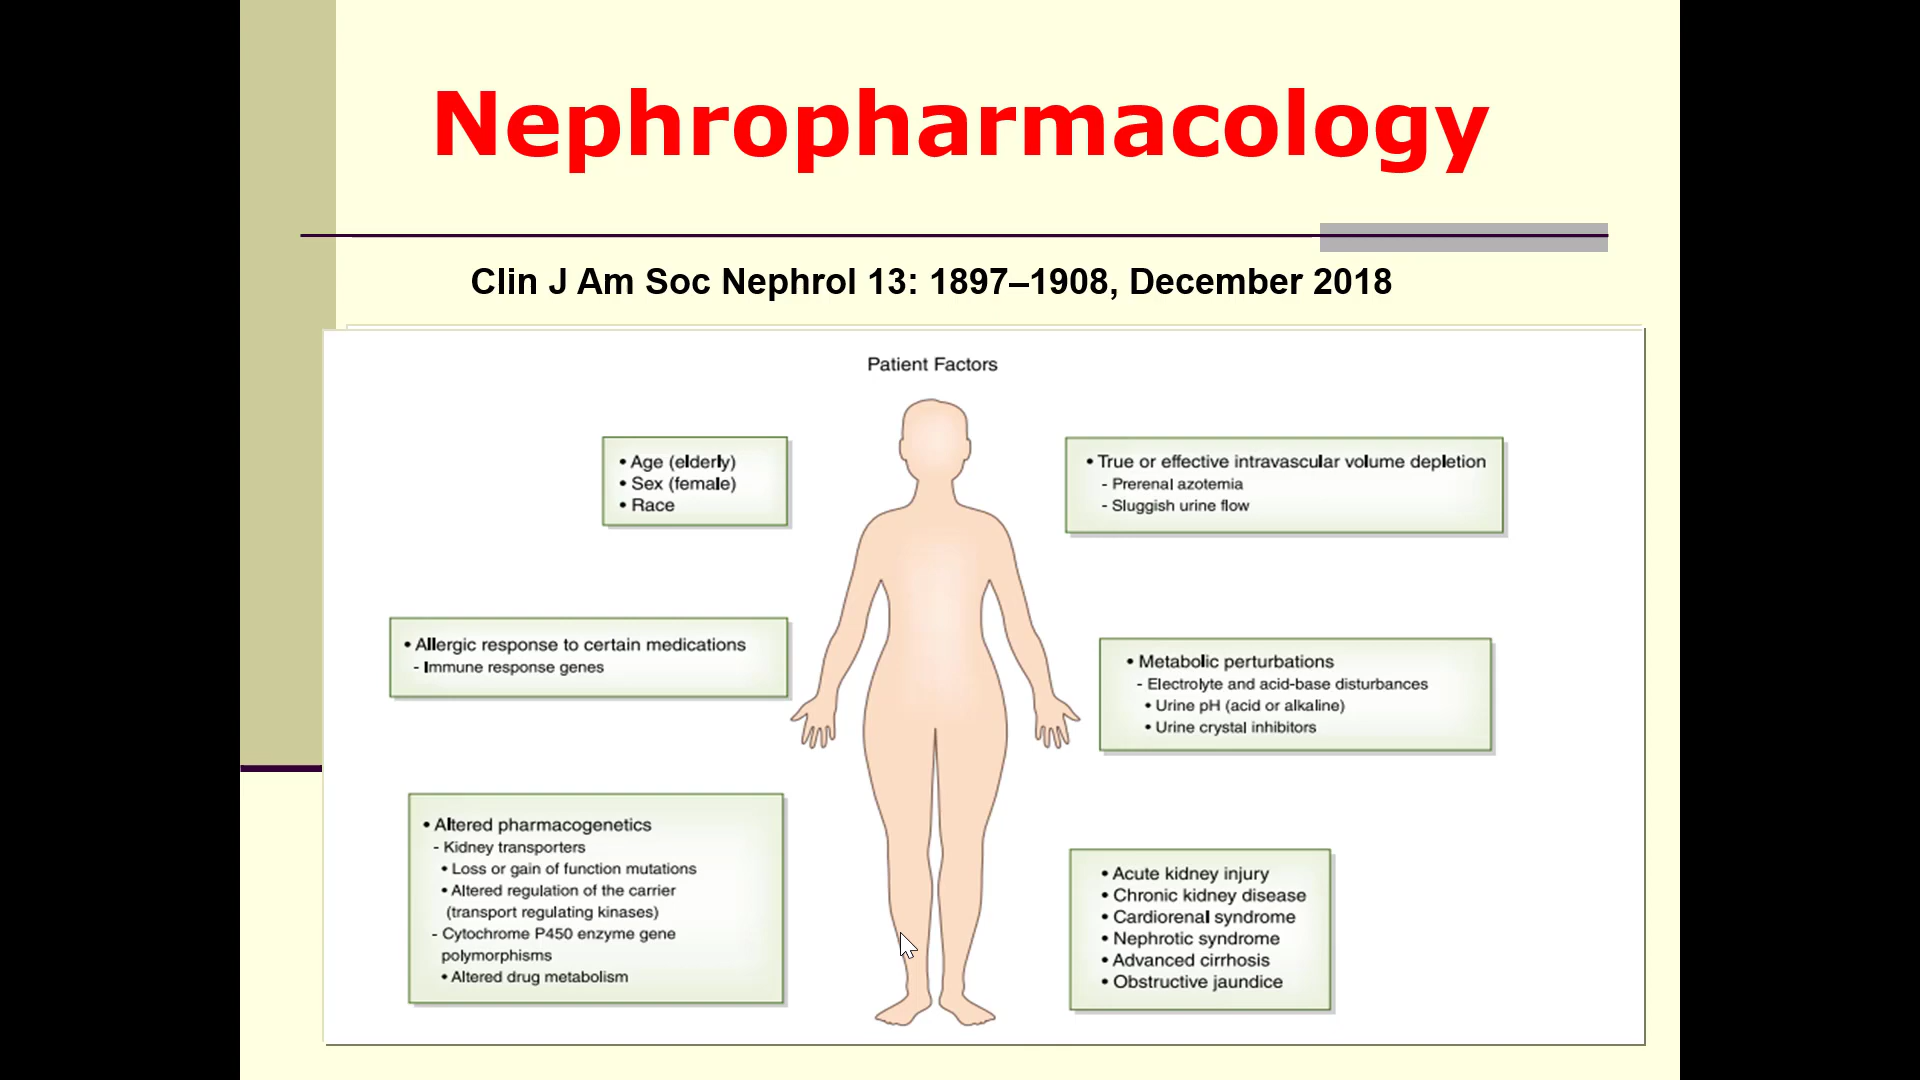 Nephropharmacology
Clin J Am Soc Nephrol 13: 1897–1908, December 2018
Patient Factors
• Age (elderly)
• Sex (female)
• Race
• True or effective intravascular volume depletion
- Prerenal azotemia
- Sluggish urine flow
• Allergic response to certain medications
- Immune response genes
• Metabolic perturbations
- Electrolyte and acid-base disturbances
• Urine pH (acid or alkaline)
• Urine crystal inhibitors
• Altered pharmacogenetics
- Kidney transporters
• Loss or gain of function mutations
• Altered regulation of the carrier
(transport regulating kinases)
- Cytochrome P450 enzyme gene
polymorphisms
• Altered drug metabolism
• Acute kidney injury
• Chronic kidney disease
• Cardiorenal syndrome
• Nephrotic syndrome
• Advanced cirrhosis
• Obstructive jaundice